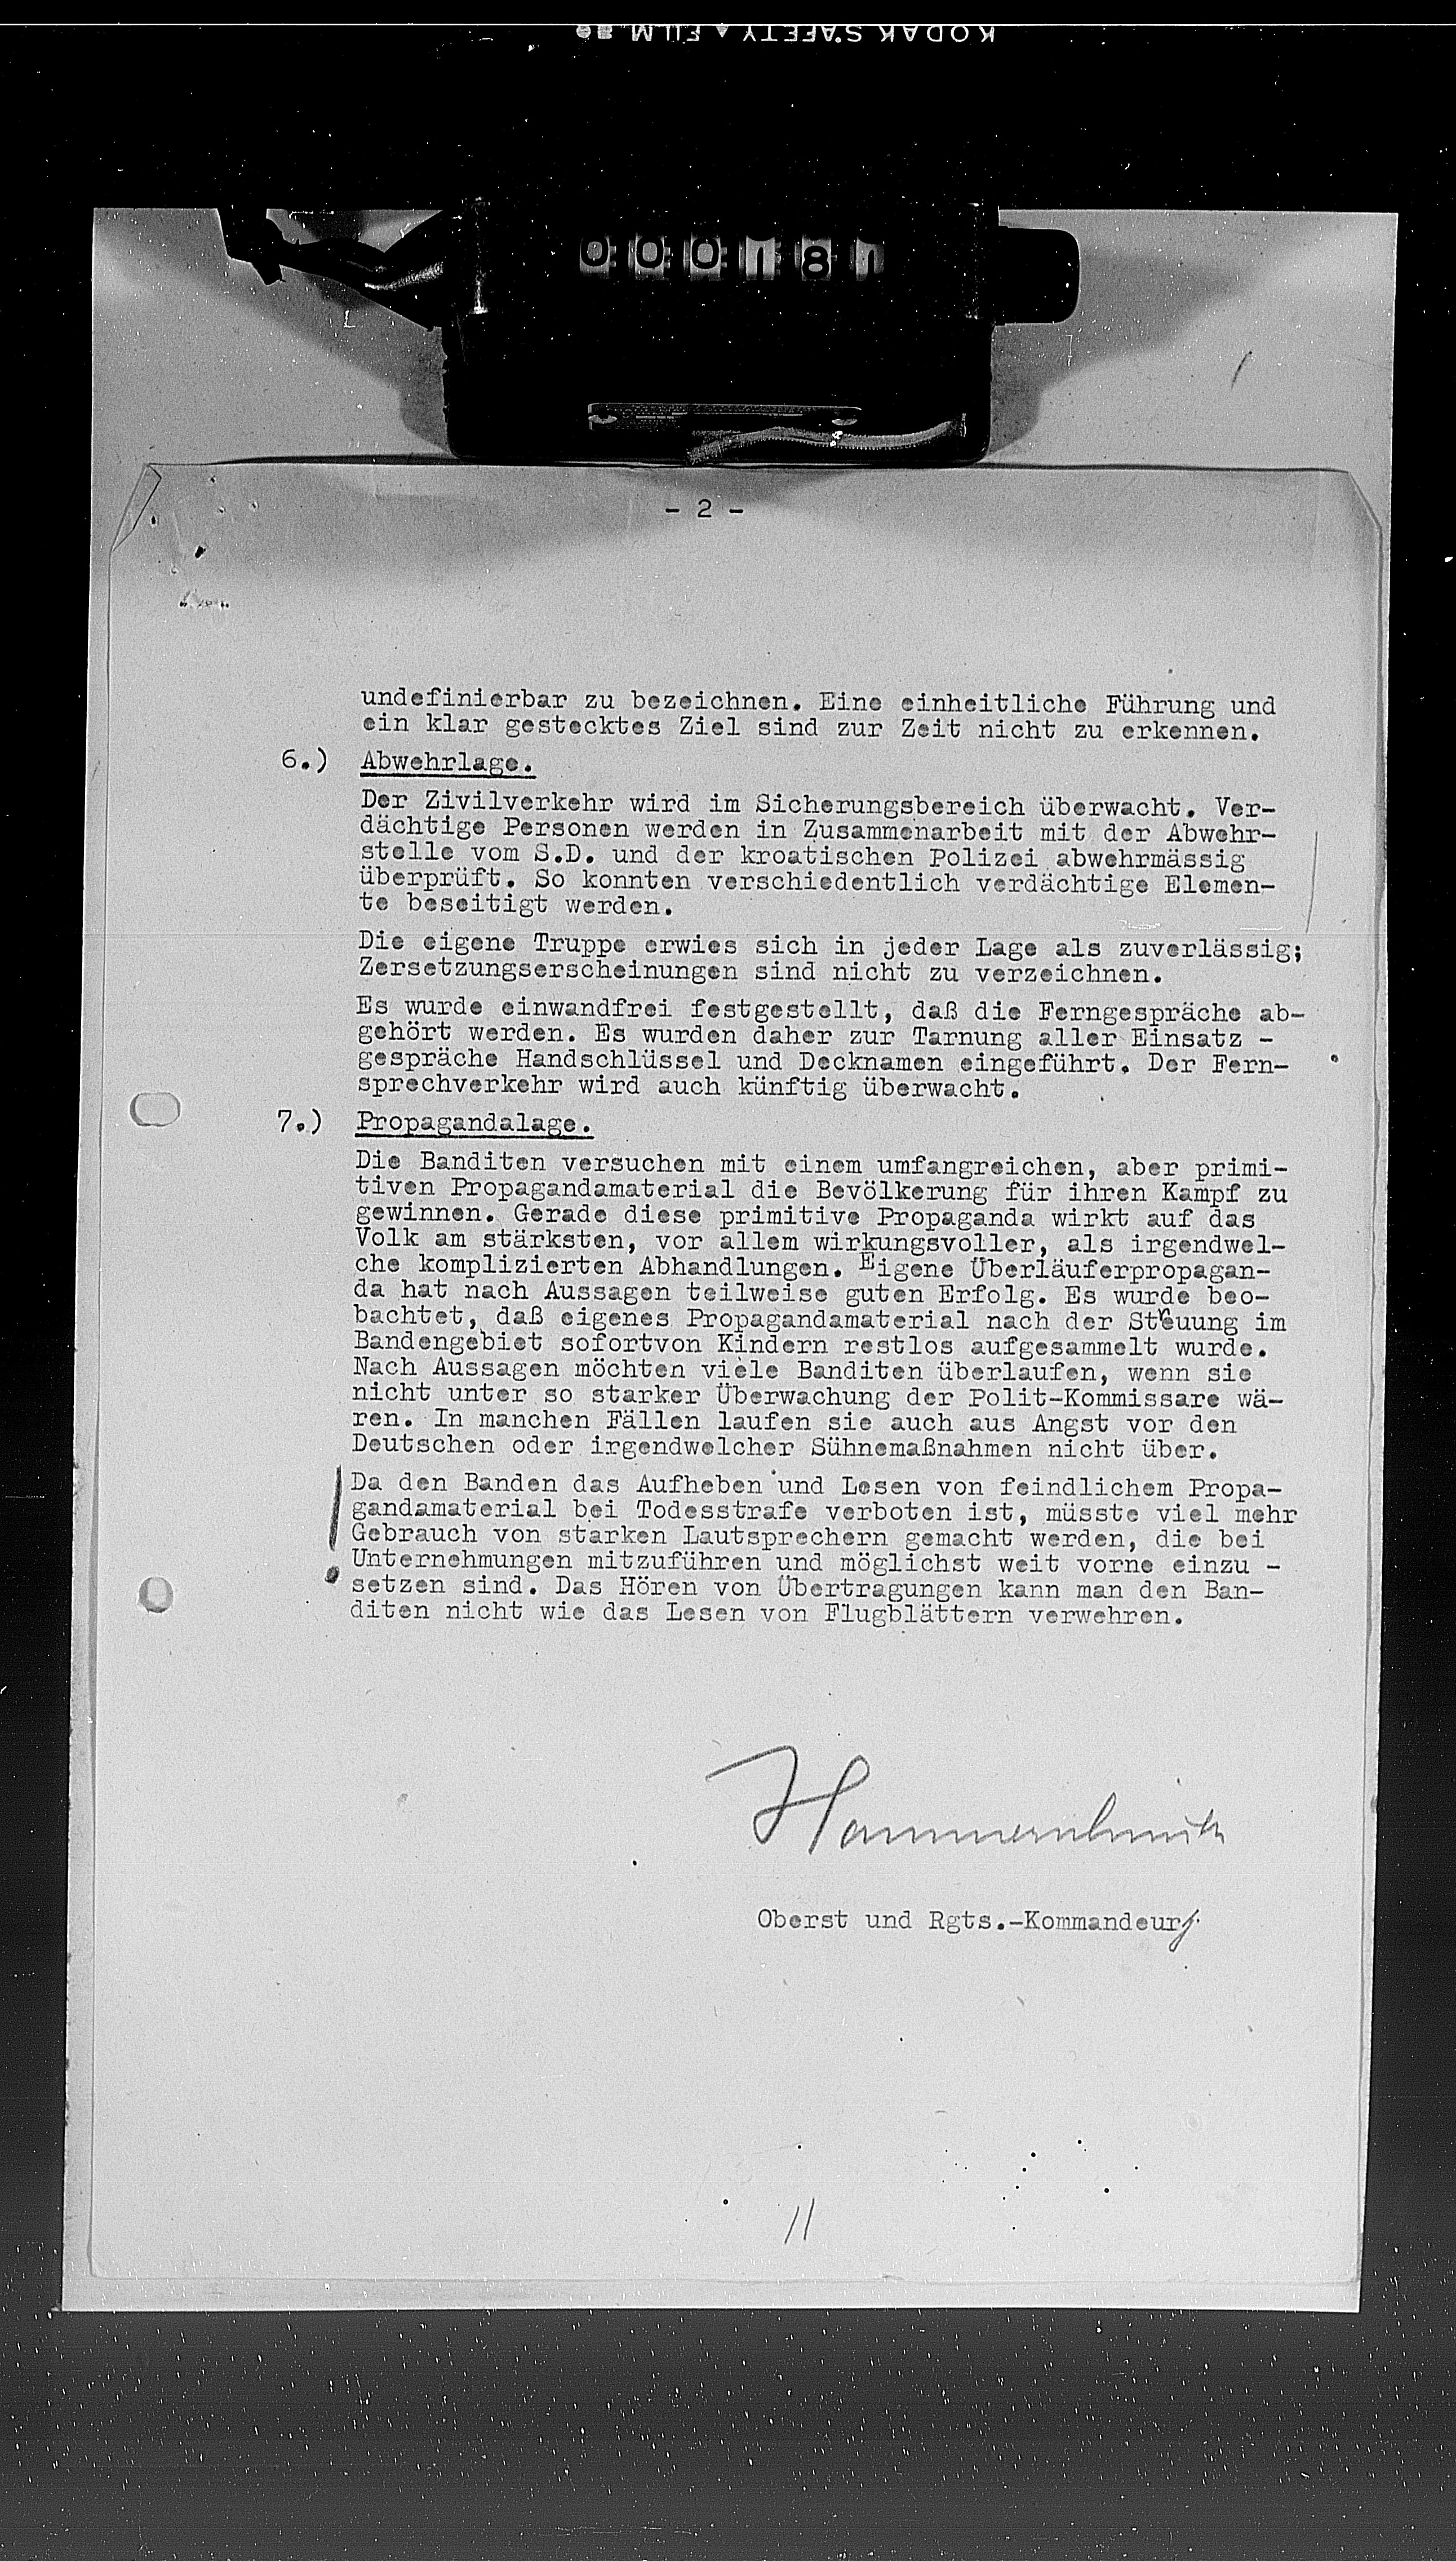 KODAK SAFETY ▲ FILM
000181
- 2 -
undefinierbar zu bezeichnen. Eine einheitliche Führung und
ein klar gestecktes Ziel sind zur Zeit nicht zu erkennen.
6.) Abwehrlage.
Der Zivilverkehr wird im Sicherungsbereich überwacht. Ver-
dächtige Personen werden in Zusammenarbeit mit der Abwehr-
stelle vom S.D. und der kroatischen Polizei abwehrmässig
überprüft. So konnten verschiedentlich verdächtige Elemen-
te beseitigt werden.
Die eigene Truppe erwies sich in jeder Lage als zuverlässig;
Zersetzungserscheinungen sind nicht zu verzeichnen.
Es wurde einwandfrei festgestellt, daß die Ferngespräche ab-
gehört werden. Es wurden daher zur Tarnung aller Einsatz -
gespräche Handschlüssel und Decknamen eingeführt. Der Fern-
sprechverkehr wird auch künftig überwacht.
7.) Propagandalage.
Die Banditen versuchen mit einem umfangreichen, aber primi-
tiven Propagandamaterial die Bevölkerung für ihren Kampf zu
gewinnen. Gerade diese primitive Propaganda wirkt auf das
Volk am stärksten, vor allem wirkungsvoller, als irgendwel-
che komplizierten Abhandlungen. Eigene Überläuferpropagan-
da hat nach Aussagen teilweise guten Erfolg. Es wurde beo-
bachtet, daß eigenes Propagandamaterial nach der Streuung im
Bandengebiet sofortvon Kindern restlos aufgesammelt wurde.
Nach Aussagen möchten viele Banditen überlaufen, wenn sie
nicht unter so starker Überwachung der Polit-Kommissare wä-
ren. In manchen Fällen laufen sie auch aus Angst vor den
Deutschen oder irgendwelcher Sühnemaßnahmen nicht über.
Da den Banden das Aufheben und Lesen von feindlichem Propa-
gandamaterial bei Todesstrafe verboten ist, müsste viel mehr
Gebrauch von starken Lautsprechern gemacht werden, die bei
Unternehmungen mitzuführen und möglichst weit vorne einzu -
setzen sind. Das Hören von Übertragungen kann man den Ban-
diten nicht wie das Lesen von Flugblättern verwehren.
Oberst und Rgts.-Kommandeur
11